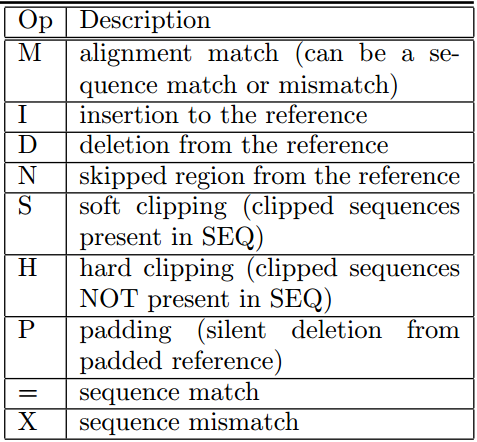 Op Description
M alignment match (can be a se-
quence match or mismatch)
I insertion to the reference
D deletion from the reference
N skipped region from the reference
S soft clipping (clipped sequences
present in SEQ)
H hard clipping (clipped sequences
NOT present in SEQ)
P padding (silent deletion from
padded reference)
= sequence match
X sequence mismatch